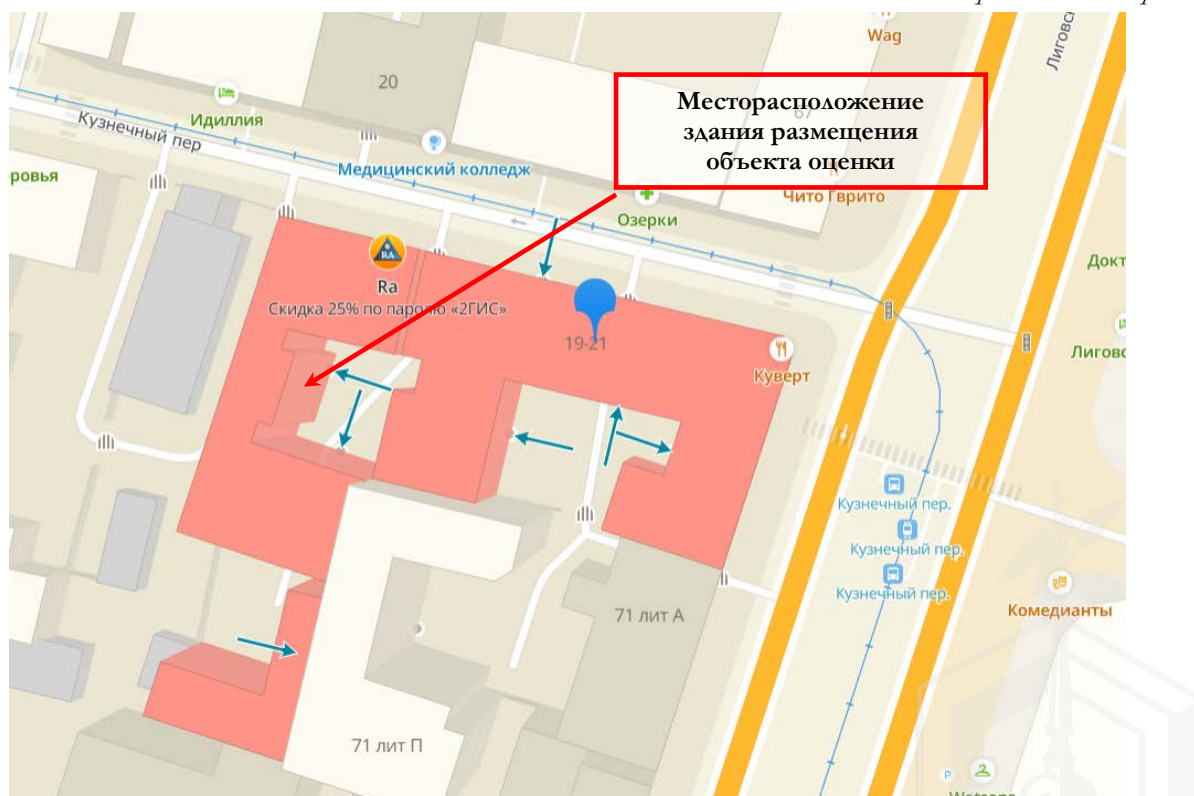 Wag
Лиговс
20
67
Месторасположение
здания размещения
объекта оценки
Идиллия
Кузнечный пер
Медицинский колледж
ровья
Чито Гврито
Озерки
Докт
RA
Ra
Скидка 25% по паролю «2ГИС»
19-21
Куверт
Лигово
Кузнечный пер.
Кузнечный пер.
Кузнечный пер.
71 лит А
Комедианты
71 лит П
P